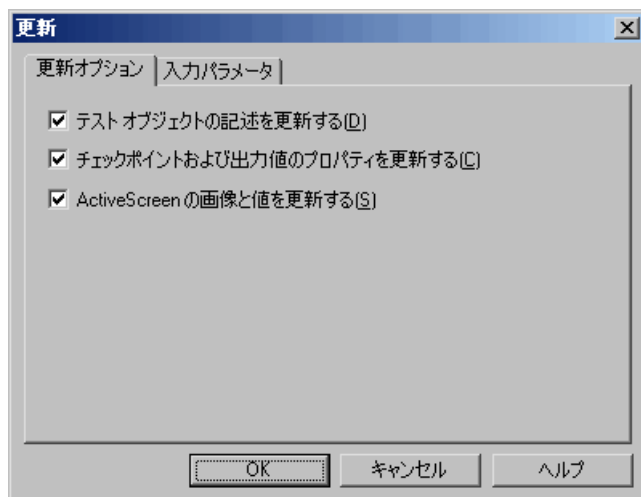 更新
更新オプション 入力パラメータ
テスト オブジェクトの記述を更新する(D)
チェックポイントおよび出力値のプロパティを更新する(C)
ActiveScreen の画像と値を更新する(S)
OK キャンセル ヘルプ